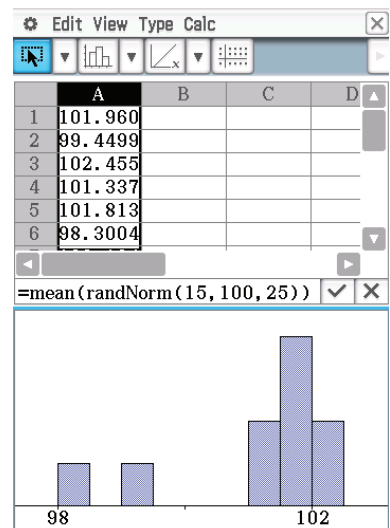 Edit View Type Calc
A B C D
1 101.960
2 99.4499
3 102.455
4 101.337
5 101.813
6 98.3004
=mean(randNorm(15,100,25))
98 102